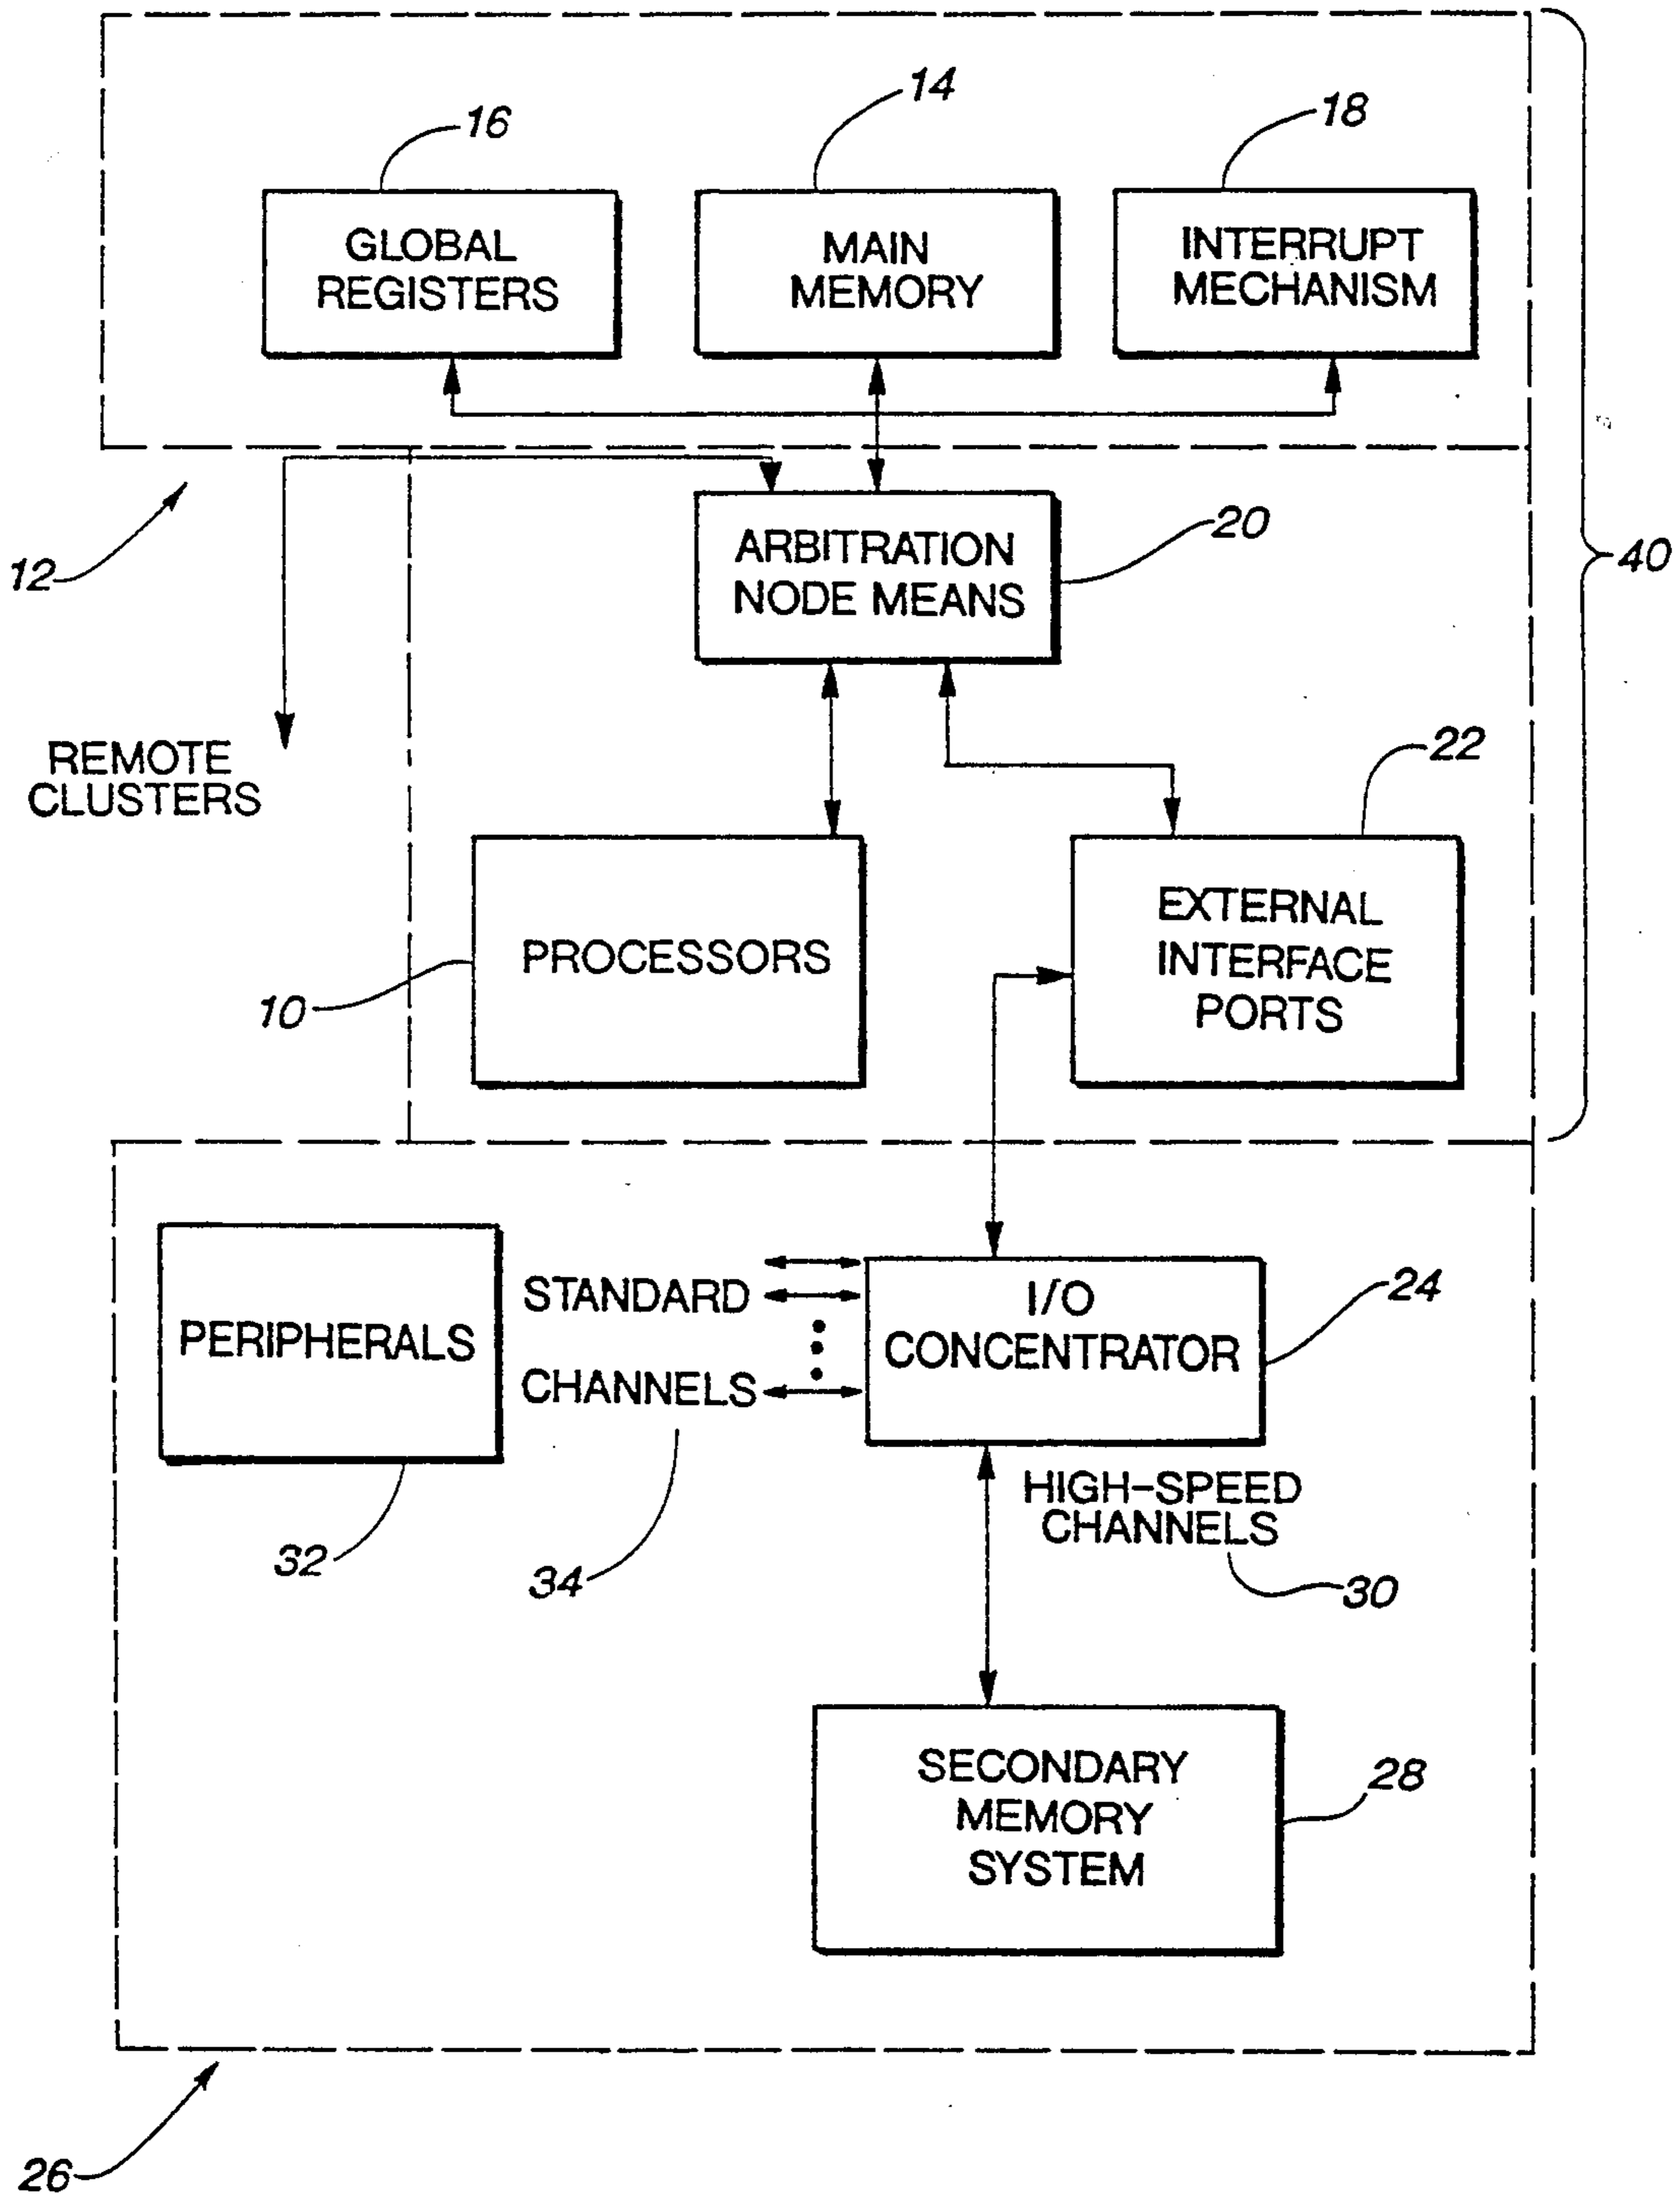 14
16
18
GLOBAL
REGISTERS
MAIN
MEMORY
INTERRUPT
MECHANISM
12
20
40
ARBITRATION
NODE MEANS
REMOTE
CLUSTERS
22
10
PROCESSORS
EXTERNAL
INTERFACE
PORTS
PERIPHERALS
32
STANDARD
CHANNELS
34
I/O
CONCENTRATOR
24
HIGH-SPEED
CHANNELS
30
SECONDARY
MEMORY
SYSTEM
28
26